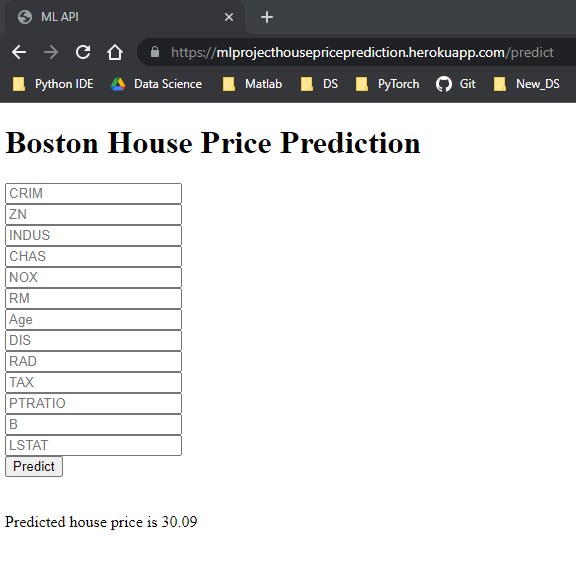 ML API
https://mlprojecthousepriceprediction.herokuapp.com/predict
Python IDE Data Science Matlab DS PyTorch Git New_DS
Boston House Price Prediction
CRIM
ZN
INDUS
CHAS
NOX
RM
Age
DIS
RAD
TAX
PTRATIO
B
LSTAT
Predict
Predicted house price is 30.09